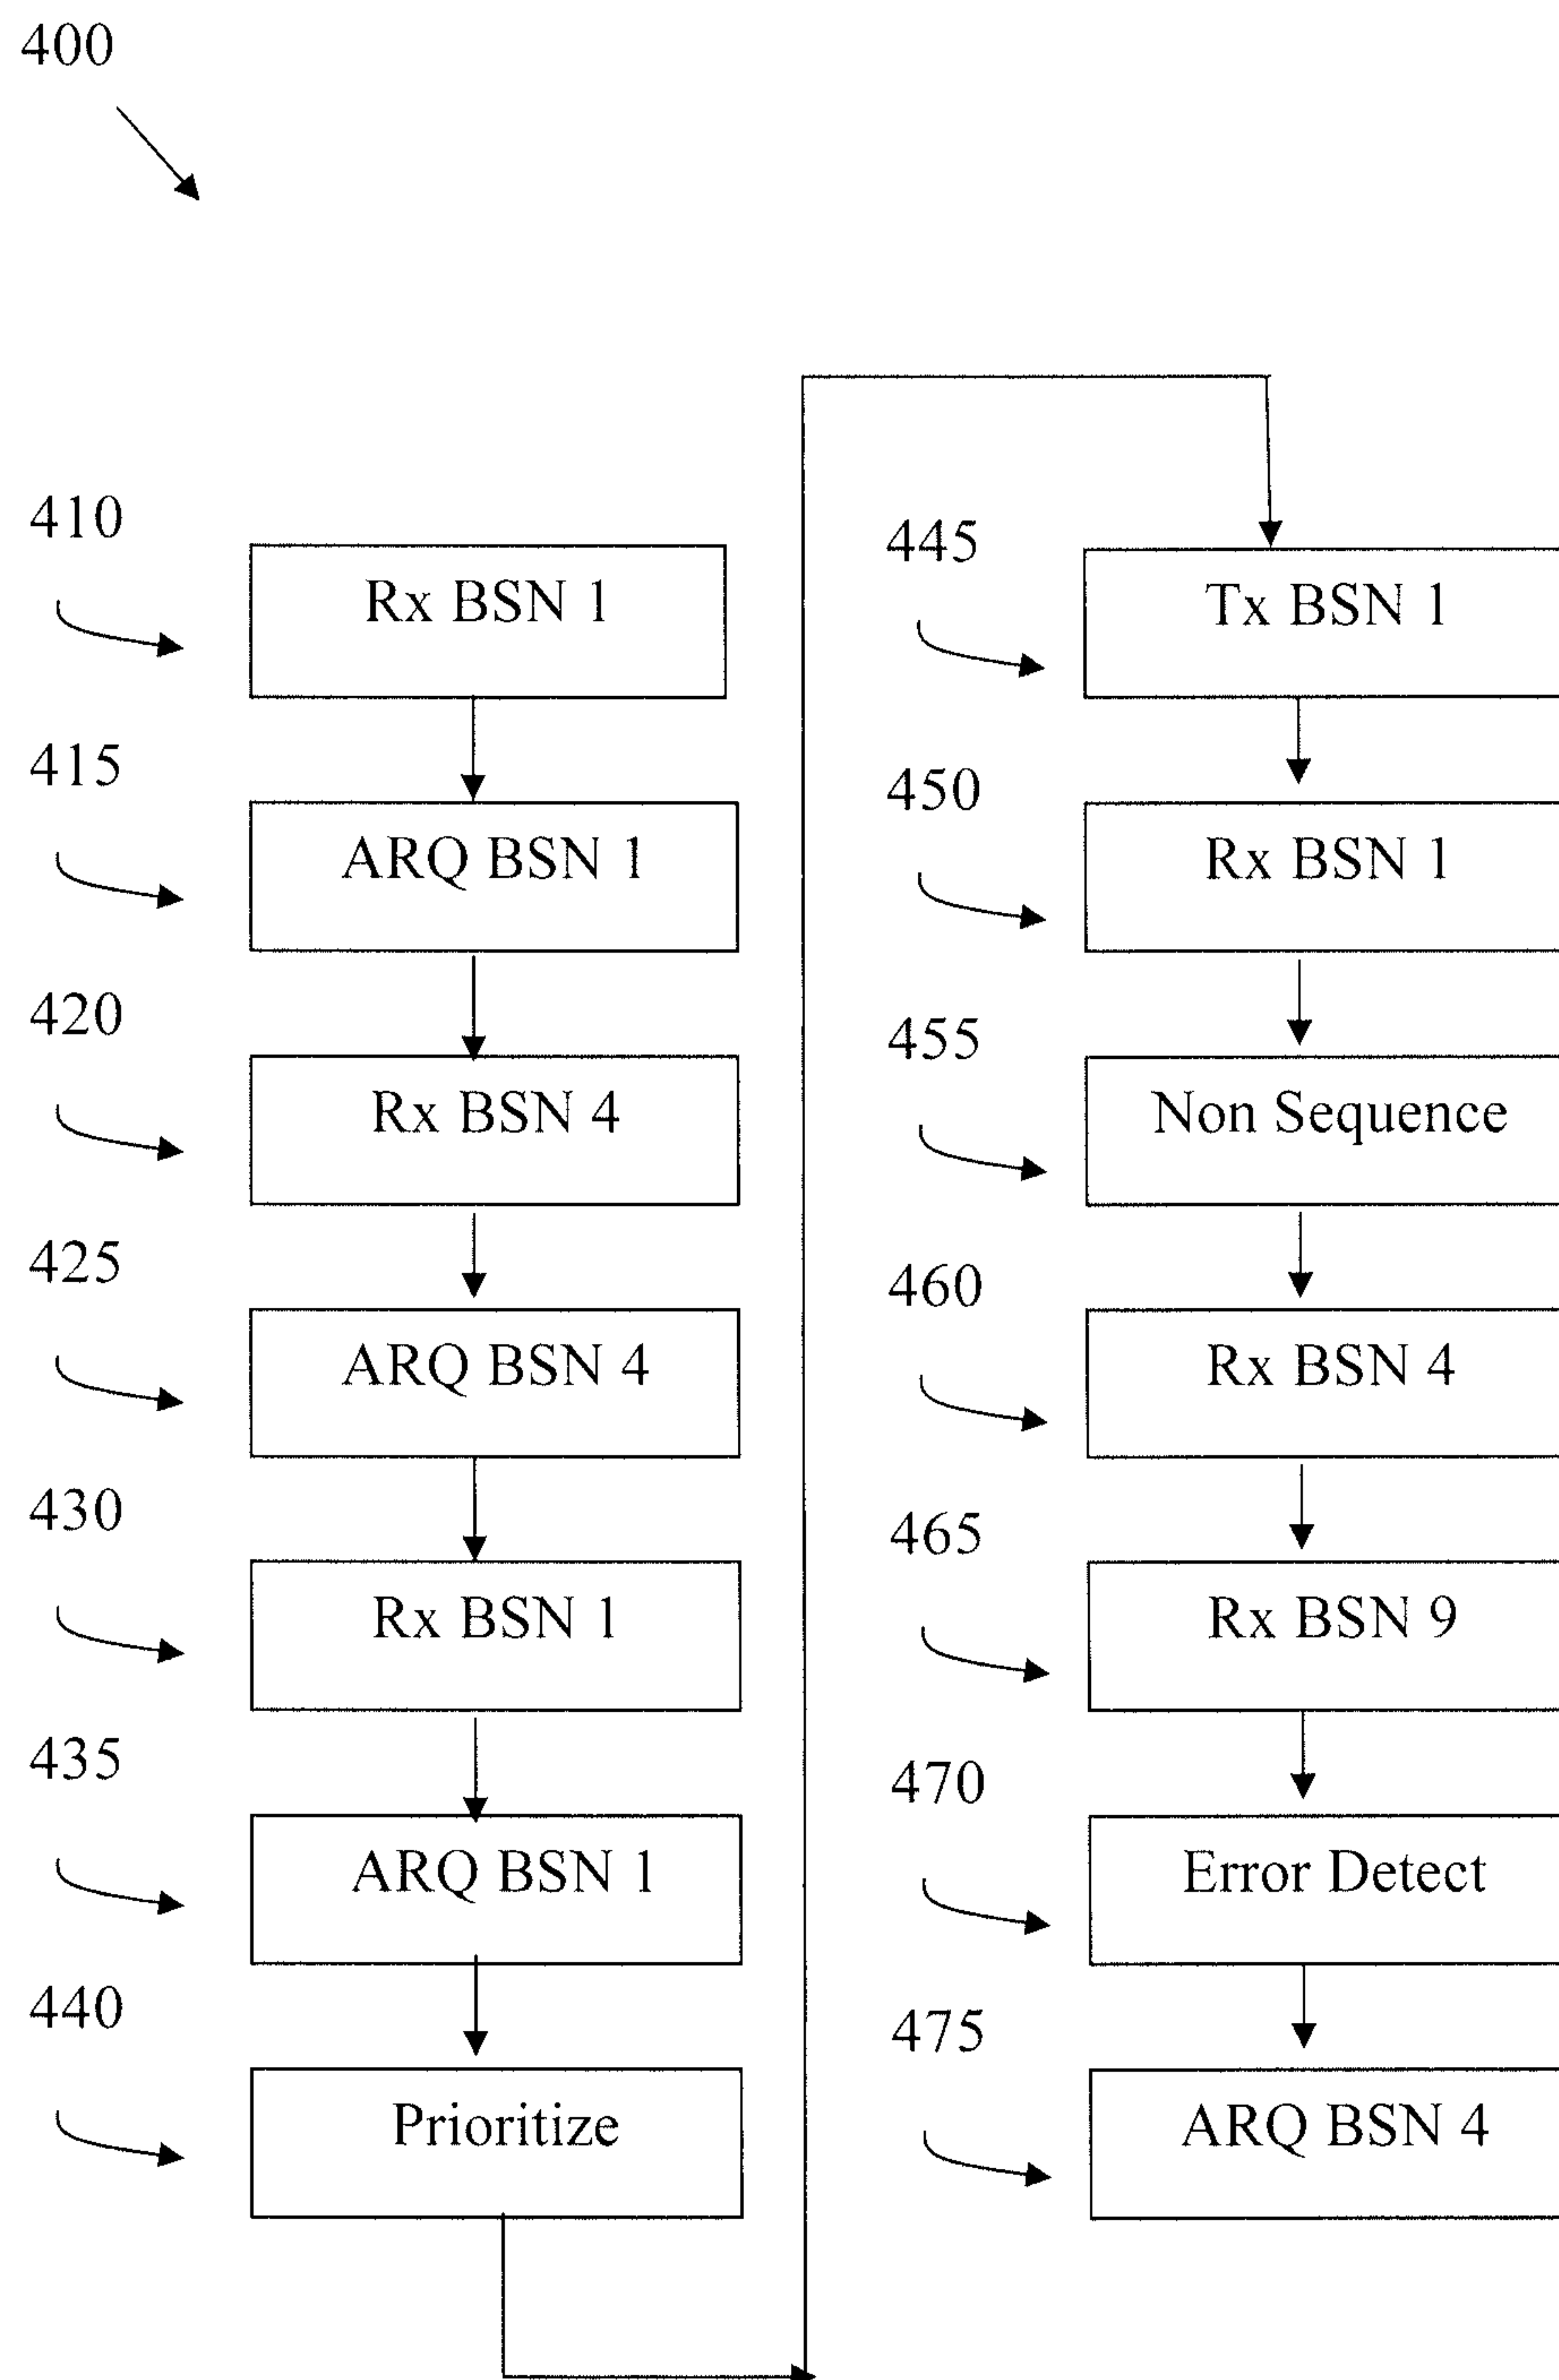 400
410
Rx BSN 1
415
ARQ BSN 1
420
Rx BSN 4
425
ARQ BSN 4
430
Rx BSN 1
435
ARQ BSN 1
440
Prioritize
445
Tx BSN 1
450
Rx BSN 1
455
Non Sequence
460
Rx BSN 4
465
Rx BSN 9
470
Error Detect
475
ARQ BSN 4